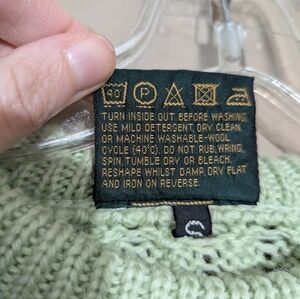 40 P
TURN INSIDE OUT BEFORE WASHING.
USE MILD DETERGENT, DRY CLEAN
OR MACHINE WASHABLE-WOOL
CYCLE (40°C). DO NOT RUB, WRING,
SPIN, TUMBLE DRY OR BLEACH.
RESHAPE WHILST DAMP, DRY FLAT
AND IRON ON REVERSE.